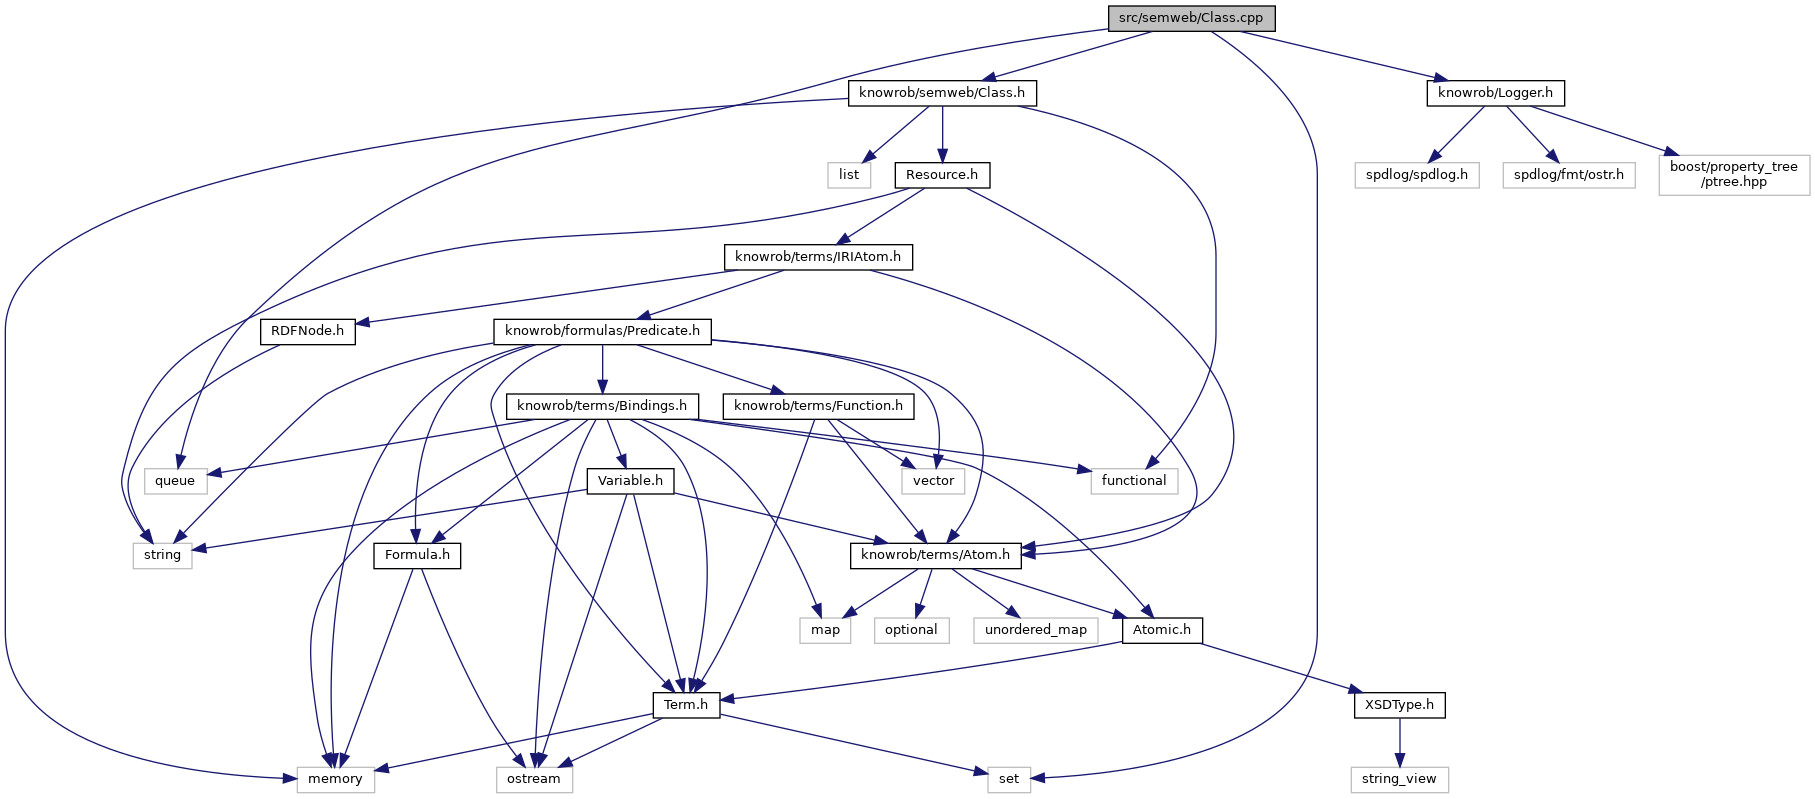 src/semweb/Class.cpp
knowrob/semweb/Class.h
knowrob/Logger.h
list
Resource.h
spdlog/spdlog.h
spdlog/fmt/ostr.h
boost/property_tree
/ptree.hpp
knowrob/terms/IRIAtom.h
RDFNode.h
knowrob/formulas/Predicate.h
knowrob/terms/Bindings.h
knowrob/terms/Function.h
queue
Variable.h
vector
functional
string
Formula.h
knowrob/terms/Atom.h
map
optional
unordered_map
Atomic.h
Term.h
XSDType.h
memory
ostream
set
string_view